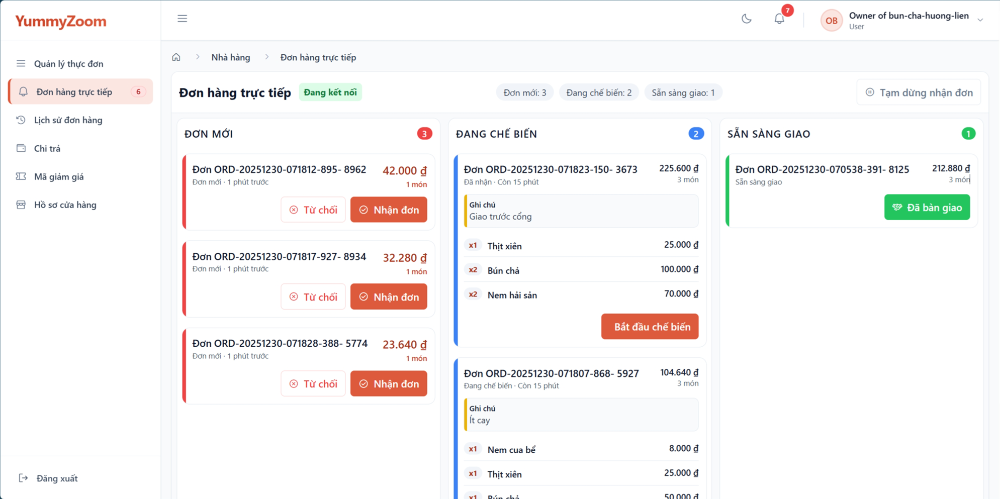 YummyZoom
7
OB
Owner of bun-cha-huong-lien
User
Quản lý thực đơn
Đơn hàng trực tiếp
6
Lịch sử đơn hàng
Chi trả
Mã giảm giá
Hồ sơ cửa hàng
Đăng xuất
Nhà hàng
Đơn hàng trực tiếp
Đơn hàng trực tiếp
Đang kết nối
Đơn mới: 3
Đang chế biến: 2
Sẵn sàng giao: 1
Tạm dừng nhận đơn
ĐƠN MỚI
3
Đơn ORD-20251230-071812-895- 8962
42.000 ₫
Đơn mới · 1 phút trước
1 món
Từ chối
Nhận đơn
Đơn ORD-20251230-071817-927- 8934
32.280 ₫
Đơn mới · 1 phút trước
1 món
Từ chối
Nhận đơn
Đơn ORD-20251230-071828-388- 5774
23.640 ₫
Đơn mới · 1 phút trước
1 món
Từ chối
Nhận đơn
ĐANG CHẾ BIẾN
2
Đơn ORD-20251230-071823-150- 3673
225.600 ₫
Đã nhận · Còn 15 phút
3 món
Ghi chú
Giao trước cổng
x1 Thịt xiên 25.000 ₫
x2 Bún chả 100.000 ₫
x2 Nem hải sản 70.000 ₫
Bắt đầu chế biến
Đơn ORD-20251230-071807-868- 5927
104.640 ₫
Đang chế biến · Còn 15 phút
3 món
Ghi chú
Ít cay
x1 Nem cua bể 8.000 ₫
x1 Thịt xiên 25.000 ₫
x1 Bún chả 50.000 ₫
SẴN SÀNG GIAO
1
Đơn ORD-20251230-070538-391- 8125
212.880 ₫
Sẵn sàng giao
3 món
Đã bàn giao